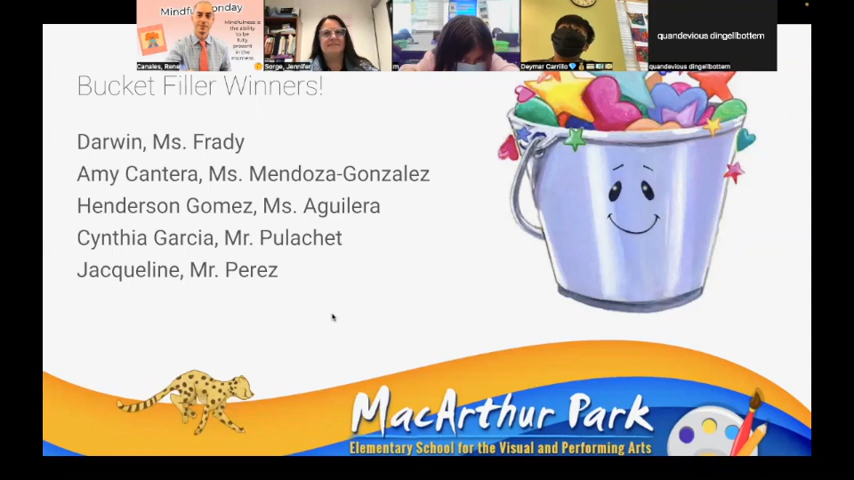 Mindful Monday
Mindfulness is
the ability
to be
fully
present
in the
moment.
Canales, Rene
Sorge, Jennifer
Deymar Carrillo
quandevious dingellbottem
quandevious dingellbottem
Bucket Filler Winners!
Darwin, Ms. Frady
Amy Cantera, Ms. Mendoza-Gonzalez
Henderson Gomez, Ms. Aguilera
Cynthia Garcia, Mr. Pulachet
Jacqueline, Mr. Perez
MacArthur Park
Elementary School for the Visual and Performing Arts